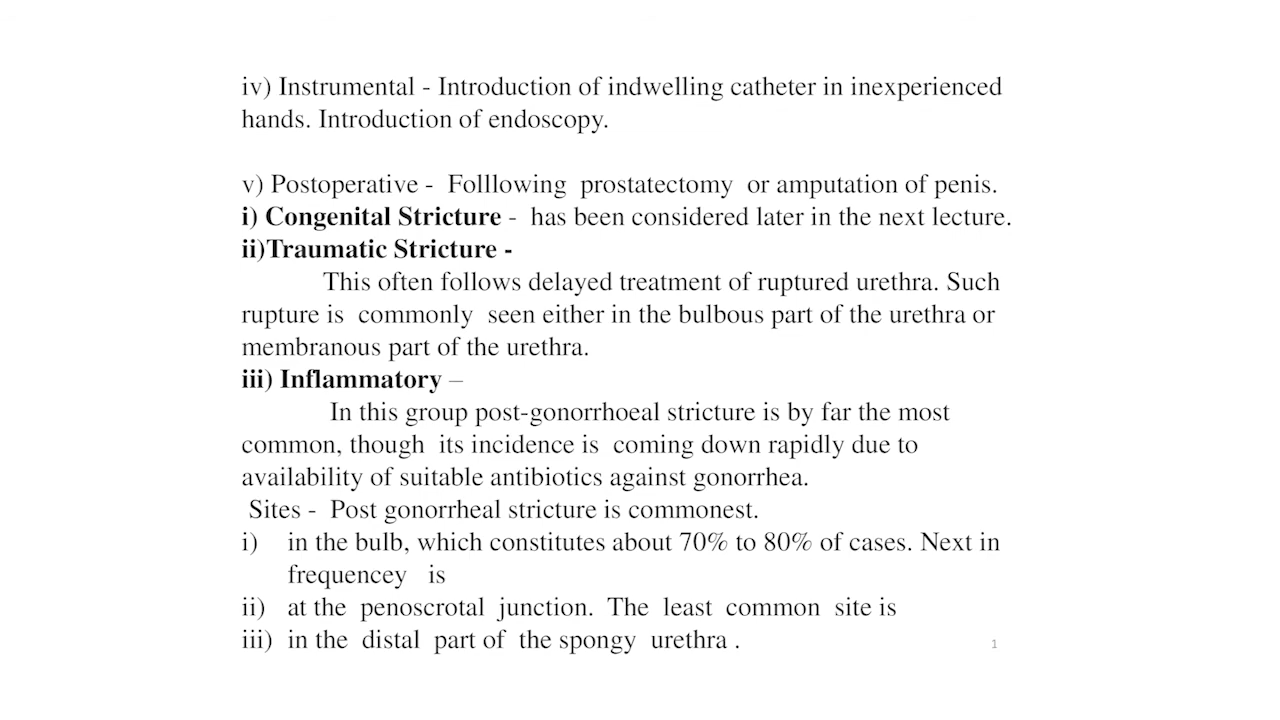 iv) Instrumental - Introduction of indwelling catheter in inexperienced
hands. Introduction of endoscopy.
v) Postoperative - Folllowing prostatectomy or amputation of penis.
i) Congenital Stricture - has been considered later in the next lecture.
ii)Traumatic Stricture -
This often follows delayed treatment of ruptured urethra. Such
rupture is commonly seen either in the bulbous part of the urethra or
membranous part of the urethra.
iii) Inflammatory –
In this group post-gonorrhoeal stricture is by far the most
common, though its incidence is coming down rapidly due to
availability of suitable antibiotics against gonorrhea.
Sites - Post gonorrheal stricture is commonest.
i) in the bulb, which constitutes about 70% to 80% of cases. Next in
frequencey is
ii) at the penoscrotal junction. The least common site is
iii) in the distal part of the spongy urethra .
1